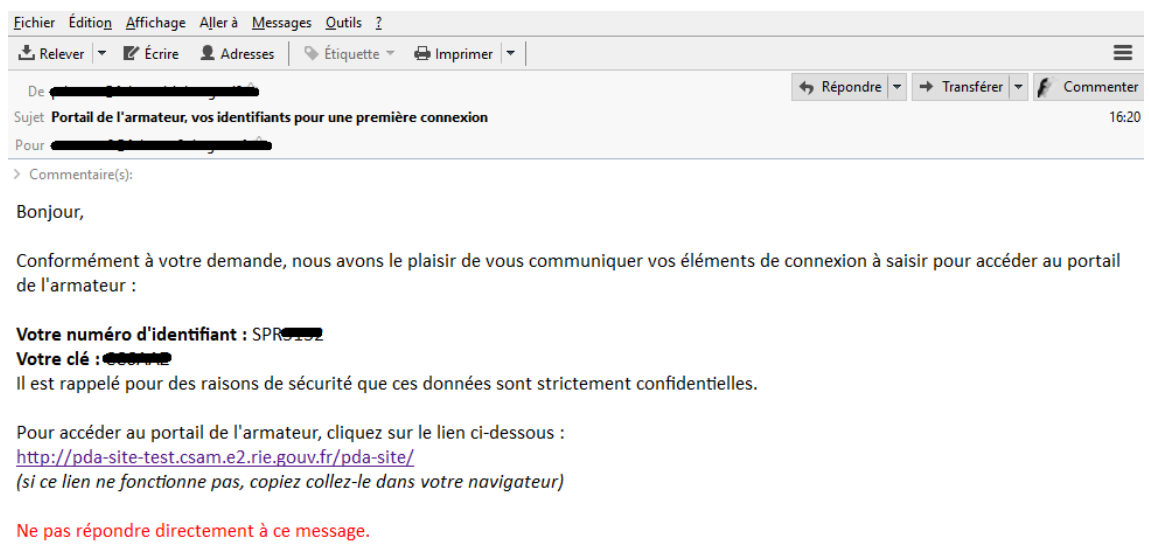 Fichier Édition Affichage Aller à Messages Outils ?
Relever Écrire Adresses Étiquette Imprimer
De Répondre Transférer Commenter
Sujet Portail de l'armateur, vos identifiants pour une première connexion 16:20
Pour
Commentaire(s):
Bonjour,
Conformément à votre demande, nous avons le plaisir de vous communiquer vos éléments de connexion à saisir pour accéder au portail
de l'armateur :
Votre numéro d'identifiant : SPR
Votre clé :
Il est rappelé pour des raisons de sécurité que ces données sont strictement confidentielles.
Pour accéder au portail de l'armateur, cliquez sur le lien ci-dessous :
http://pda-site-test.csam.e2.rie.gouv.fr/pda-site/
(si ce lien ne fonctionne pas, copiez collez-le dans votre navigateur)
Ne pas répondre directement à ce message.